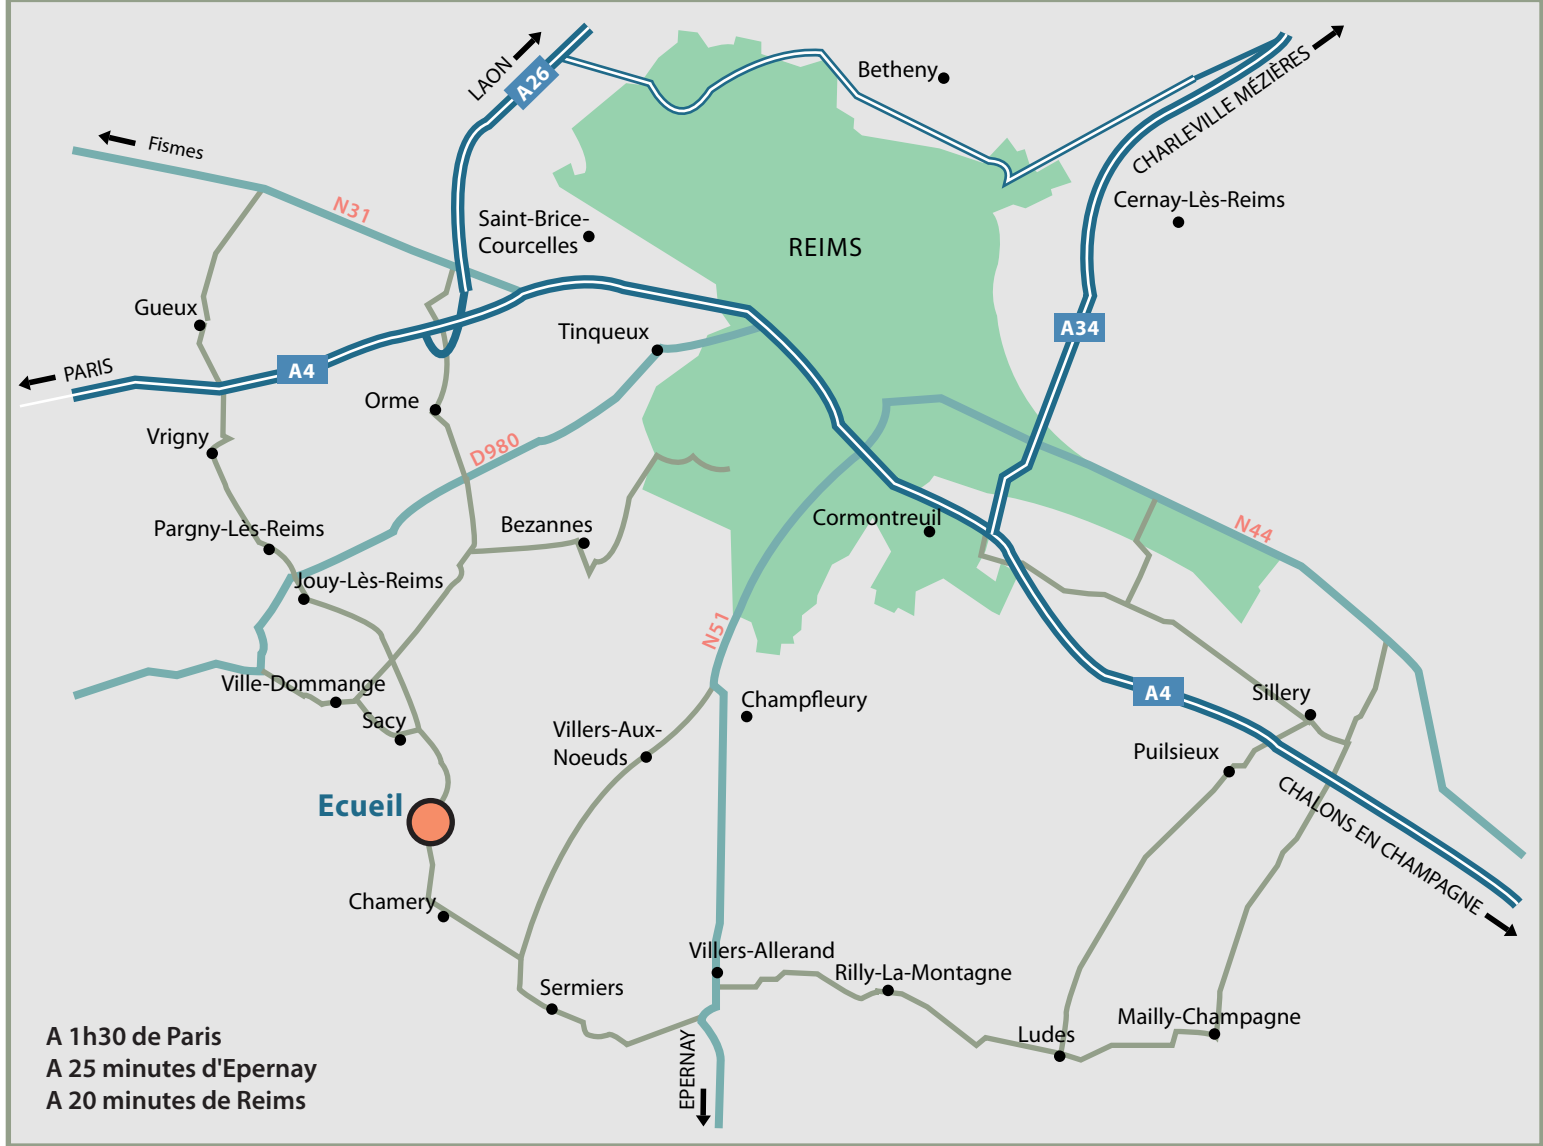 LAON
A26
Betheny
CHARLEVILLE MÉZIÈRES
Fismes
N31
Saint-Brice-
Courcelles
Cernay-Lès-Reims
REIMS
Gueux
Tinqueux
A34
PARIS
A4
Orme
Vrigny
D980
Pargny-Lès-Reims
Bezannes
Cormontreuil
N44
Jouy-Lès-Reims
N51
Ville-Dommange
Sacy
Champfleury
A4
Sillery
Villers-Aux-
Noeuds
Puilsieux
Ecueil
CHALONS EN CHAMPAGNE
Chamery
Villers-Allerand
Rilly-La-Montagne
Sermiers
Ludes
Mailly-Champagne
EPERNAY
A 1h30 de Paris
A 25 minutes d'Epernay
A 20 minutes de Reims